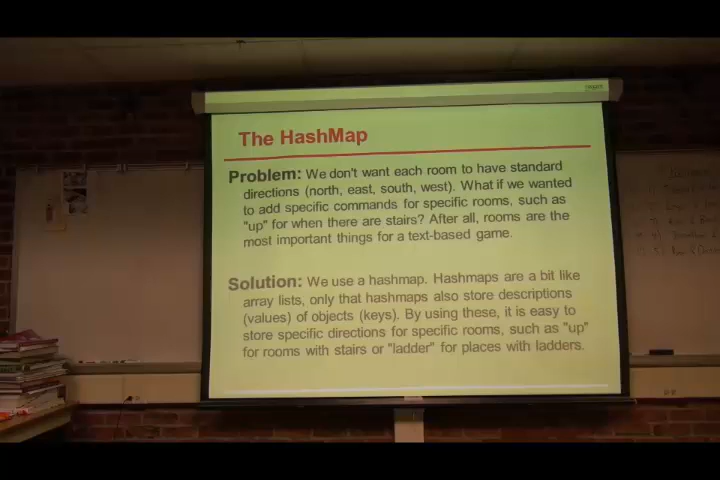 The HashMap
Problem: We don't want each room to have standard
directions (north, east, south, west). What if we wanted
to add specific commands for specific rooms, such as
"up" for when there are stairs? After all, rooms are the
most important things for a text-based game.
Solution: We use a hashmap. Hashmaps are a bit like
array lists, only that hashmaps also store descriptions
(values) of objects (keys). By using these, it is easy to
store specific directions for specific rooms, such as "up"
for rooms with stairs or "ladder" for places with ladders.